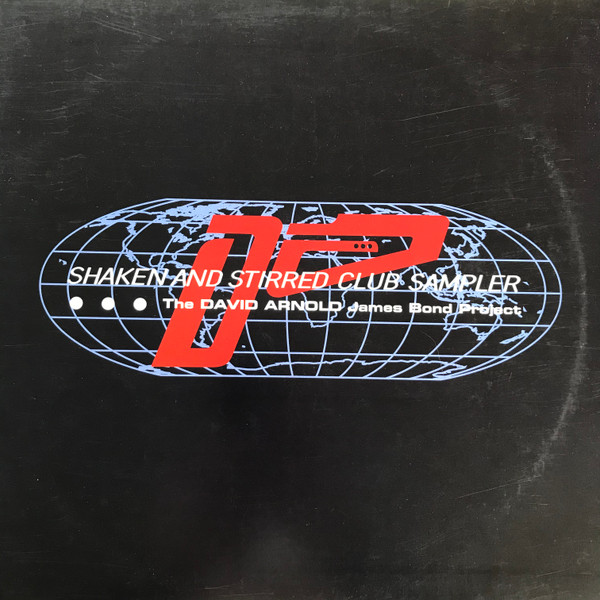 SHAKEN AND STIRRED CLUB SAMPLER
The DAVID ARNOLD James Bond Project